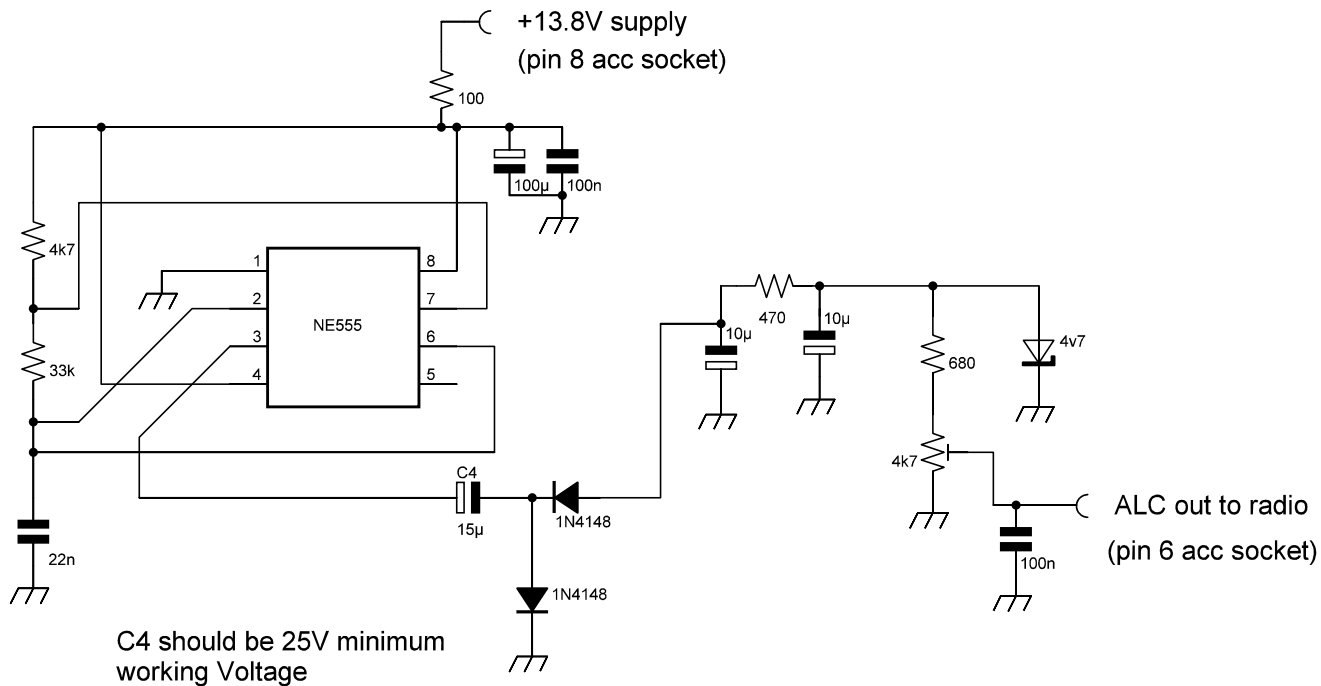 +13.8V supply
(pin 8 acc socket)
100
100µ
100n
4k7
1
8
2
7
NE555
3
6
4
5
33k
22n
C4
15µ
1N4148
1N4148
10µ
470
10µ
680
4v7
4k7
100n
ALC out to radio
(pin 6 acc socket)
C4 should be 25V minimum
working Voltage